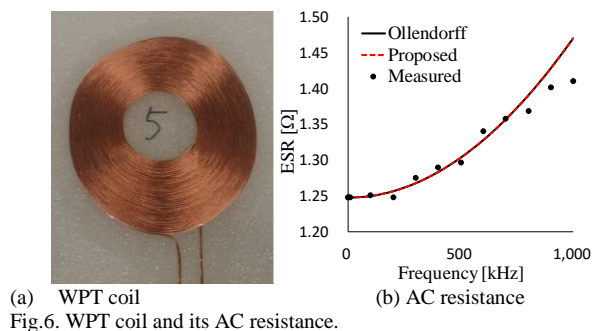 5
1.50
1.45
1.40
1.35
1.30
1.25
1.20
ESR [Ω]
Ollendorff
Proposed
Measured
0
500
1,000
Frequency [kHz]
(a) WPT coil
(b) AC resistance
Fig.6. WPT coil and its AC resistance.